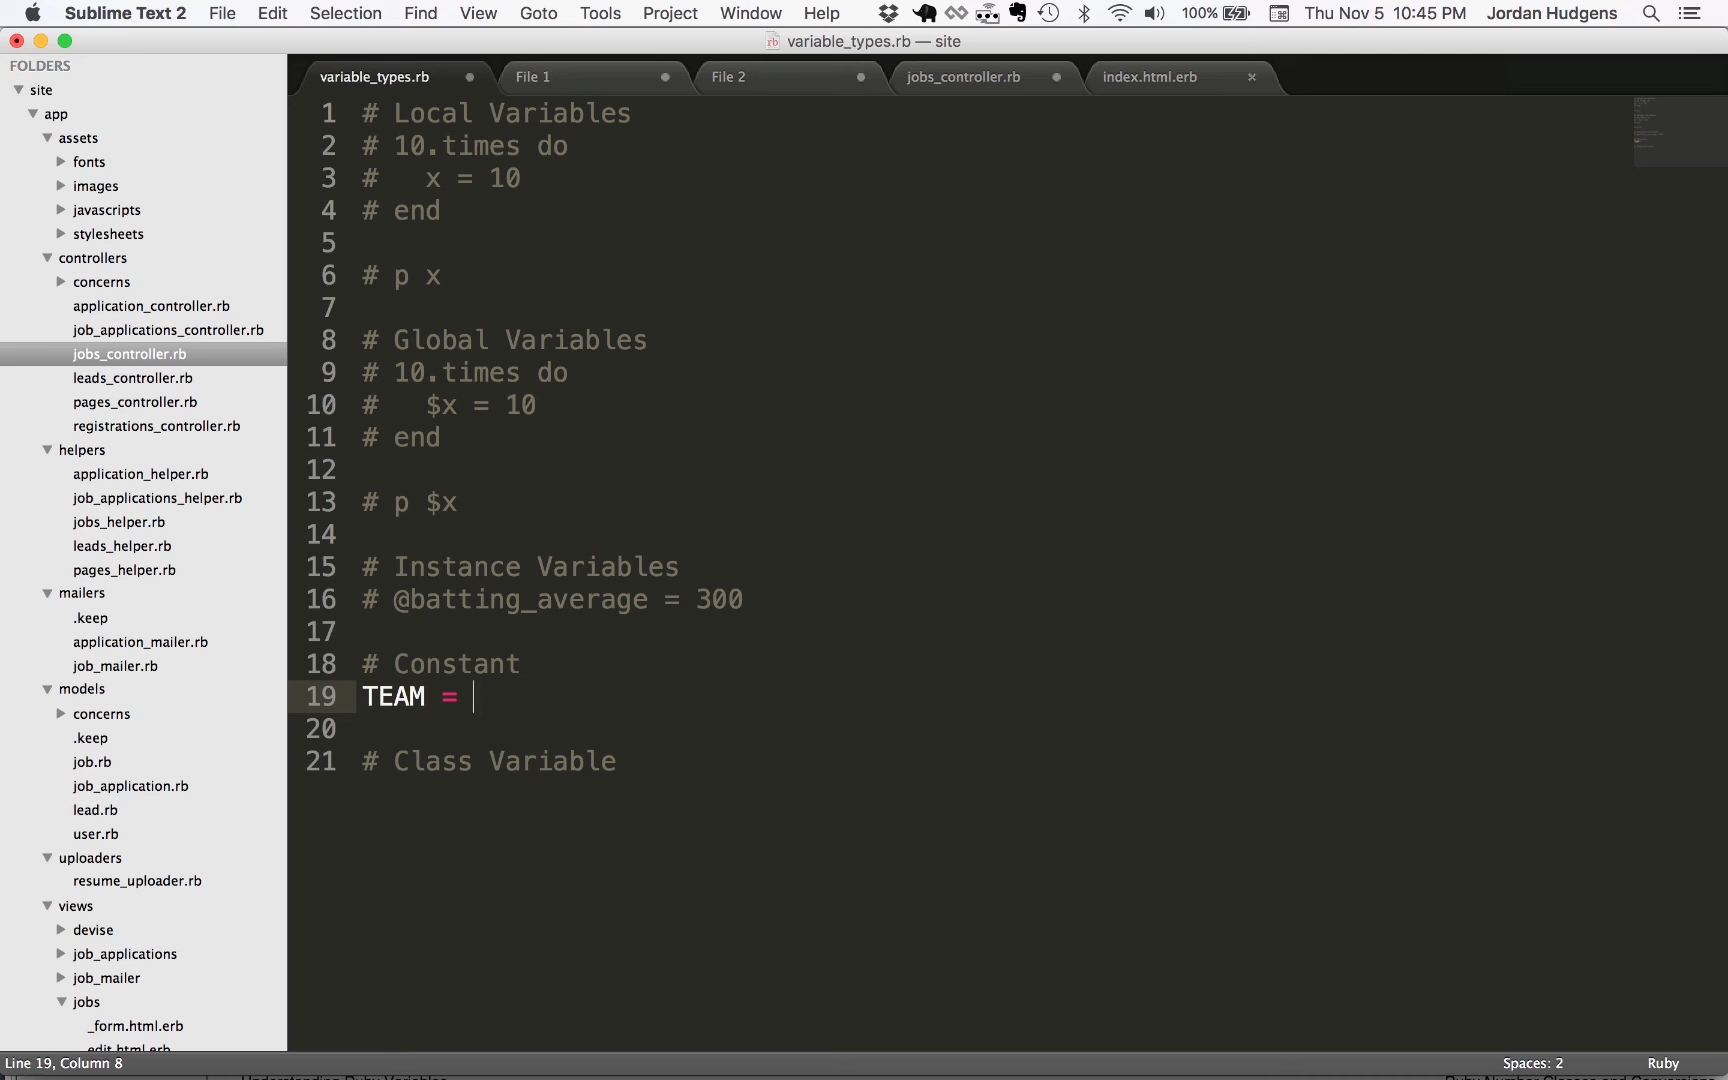 Sublime Text 2 File Edit Selection Find View Goto Tools Project Window Help 100% Thu Nov 5 10:45 PM Jordan Hudgens
variable_types.rb — site
FOLDERS
site
app
assets
fonts
images
javascripts
stylesheets
controllers
concerns
application_controller.rb
job_applications_controller.rb
jobs_controller.rb
leads_controller.rb
pages_controller.rb
registrations_controller.rb
helpers
application_helper.rb
job_applications_helper.rb
jobs_helper.rb
leads_helper.rb
pages_helper.rb
mailers
.keep
application_mailer.rb
job_mailer.rb
models
concerns
.keep
job.rb
job_application.rb
lead.rb
user.rb
uploaders
resume_uploader.rb
views
devise
job_applications
job_mailer
jobs
_form.html.erb
edit.html.erb
variable_types.rb File 1 File 2 jobs_controller.rb index.html.erb
1 # Local Variables
2 # 10.times do
3 #   x = 10
4 # end
5
6 # p x
7
8 # Global Variables
9 # 10.times do
10 #   $x = 10
11 # end
12
13 # p $x
14
15 # Instance Variables
16 # @batting_average = 300
17
18 # Constant
19 TEAM =
20
21 # Class Variable
Line 19, Column 8 Spaces: 2 Ruby